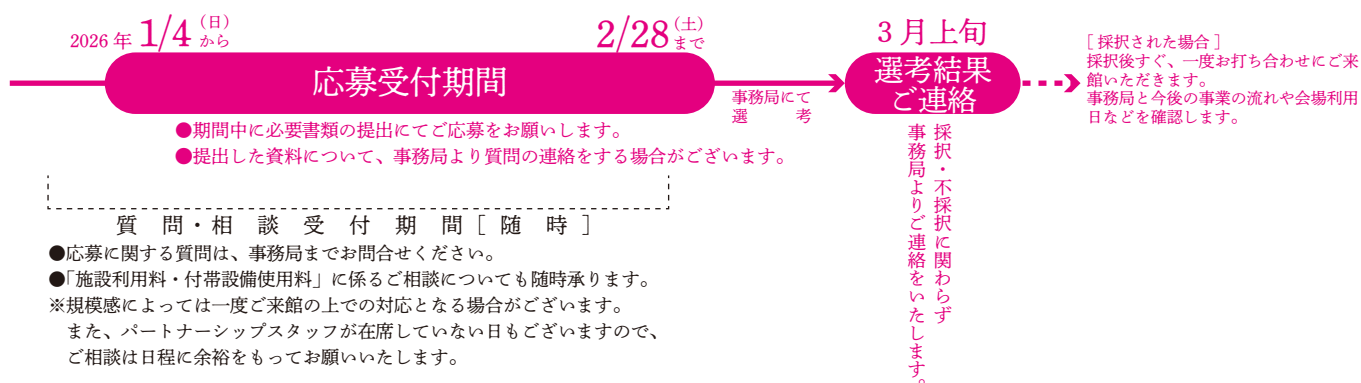 2026年 1/4(日)から
2/28(土)まで
応募受付期間
●期間中に必要書類の提出にてご応募をお願いします。
●提出した資料について、事務局より質問の連絡をする場合がございます。
事務局にて
選考
3月上旬
選考結果
ご連絡
採択・不採択に関わらず
事務局よりご連絡をいたします。
[採択された場合]
採択後すぐ、一度お打ち合わせにご来
館いただきます。
事務局と今後の事業の流れや会場利用
日などを確認します。
質問・相談受付期間[随時]
●応募に関する質問は、事務局までお問合せください。
●「施設利用料・付帯設備使用料」に係るご相談についても随時承ります。
※規模感によっては一度ご来館の上での対応となる場合がございます。
また、パートナーシップスタッフが在席していない日もございますので、
ご相談は日程に余裕をもってお願いいたします。